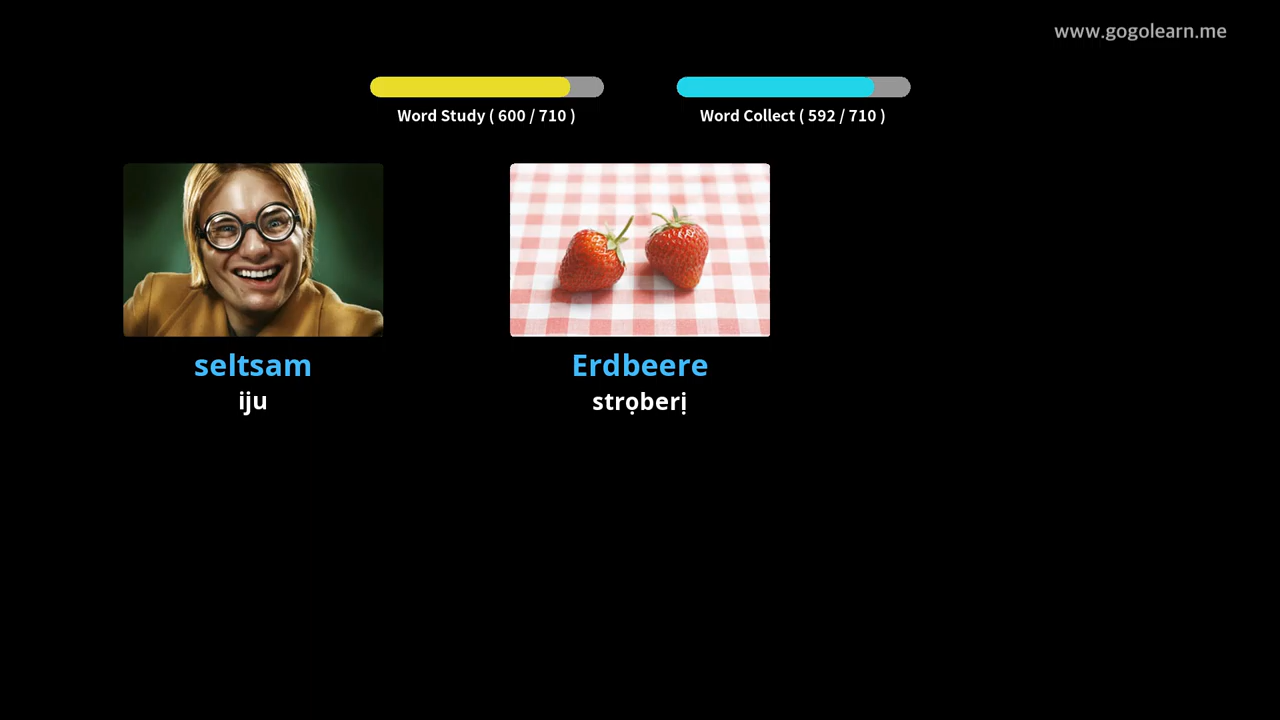 www.gogolearn.me
Word Study ( 600 / 710 )
Word Collect ( 592 / 710 )
seltsam
iju
Erdbeere
strọberị